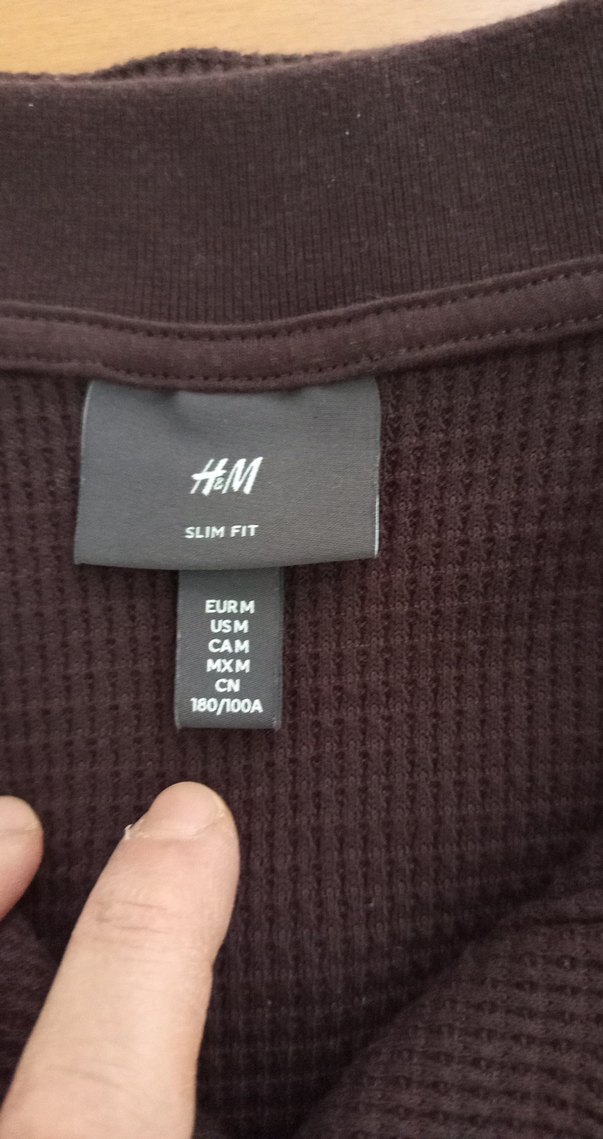 H&M
SLIM FIT
EUR M
US M
CA M
MX M
CN
180/100A